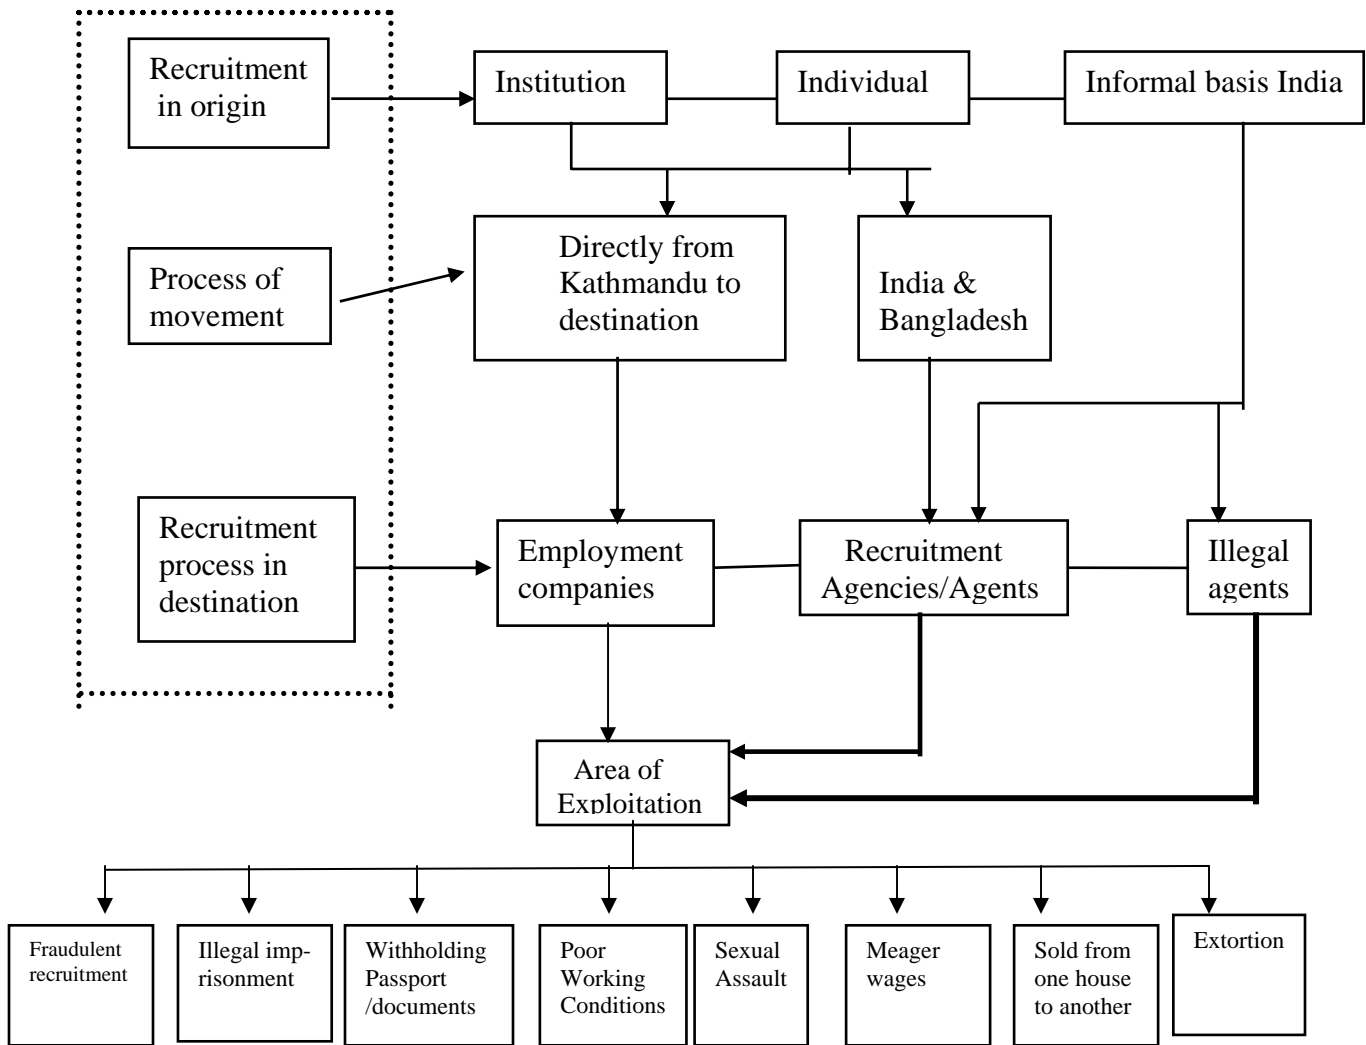 Recruitment
in origin
Institution
Individual
Informal basis India
Process of
movement
Directly from
Kathmandu to
destination
India &
Bangladesh
Recruitment
process in
destination
Employment
companies
Recruitment
Agencies/Agents
Illegal
agents
Area of
Exploitation
Fraudulent
recruitment
Illegal imp-
risonment
Withholding
Passport
/documents
Poor
Working
Conditions
Sexual
Assault
Meager
wages
Sold from
one house
to another
Extortion